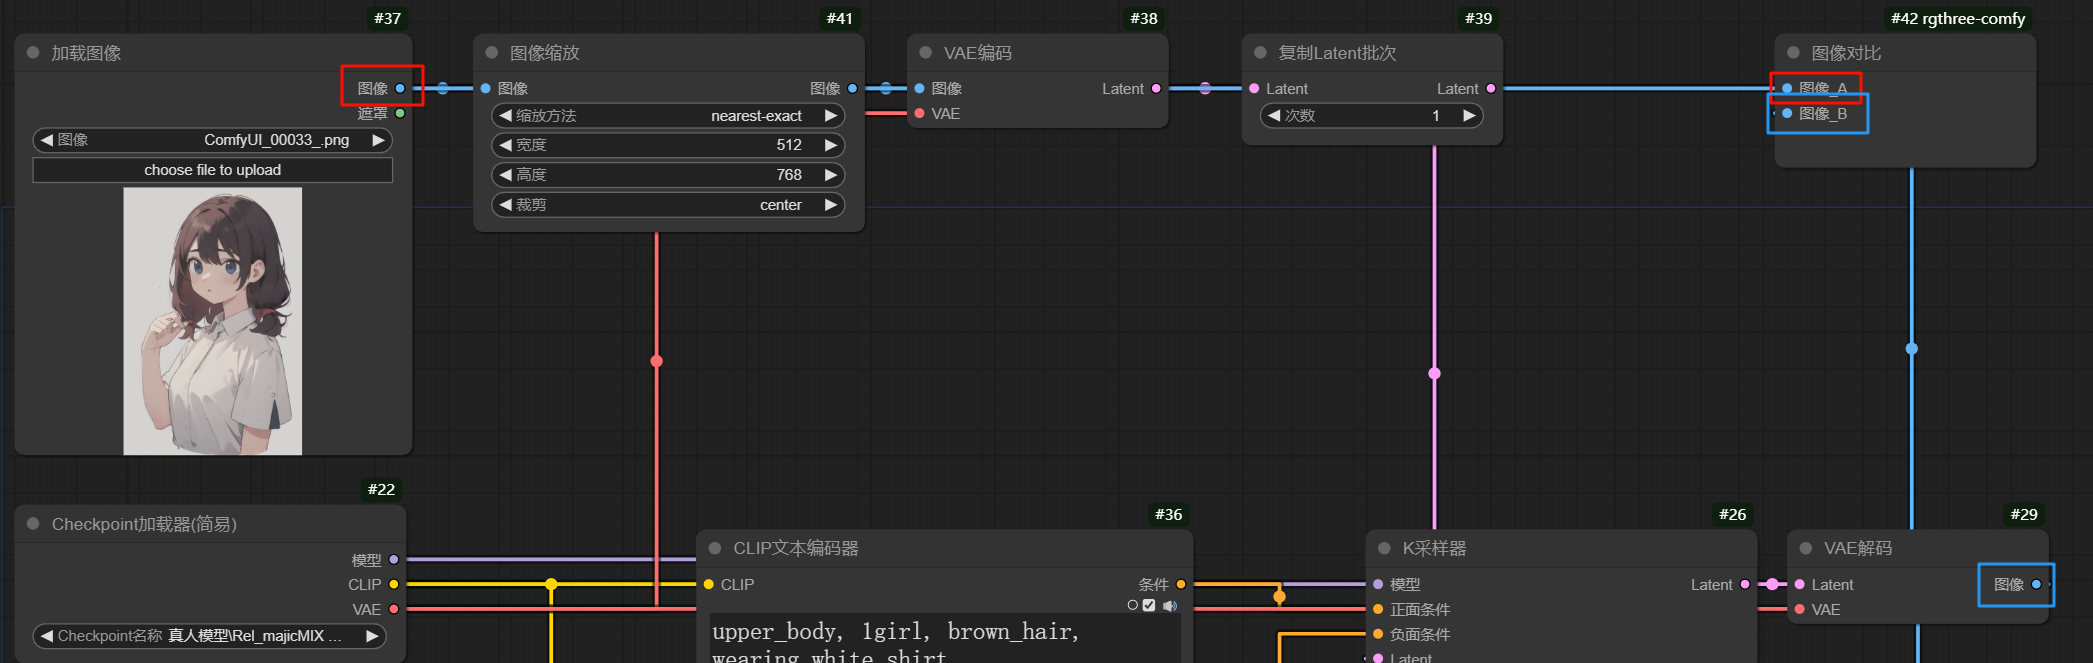 #37
加载图像
图像
遮罩
图像 ComfyUI_00033_.png
choose file to upload
#41
图像缩放
图像 图像
缩放方法 nearest-exact
宽度 512
高度 768
裁剪 center
#38
VAE编码
图像 Latent
VAE
#39
复制Latent批次
Latent Latent
次数 1
#42 rgthree-comfy
图像对比
图像_A
图像_B
#22
Checkpoint加载器(简易)
模型
CLIP
VAE
Checkpoint名称 真人模型\Rel_majicMIX ...
#36
CLIP文本编码器
CLIP 条件
upper_body, 1girl, brown_hair,
wearing white shirt
#26
K采样器
模型 Latent
正面条件
负面条件
Latent
#29
VAE解码
Latent 图像
VAE